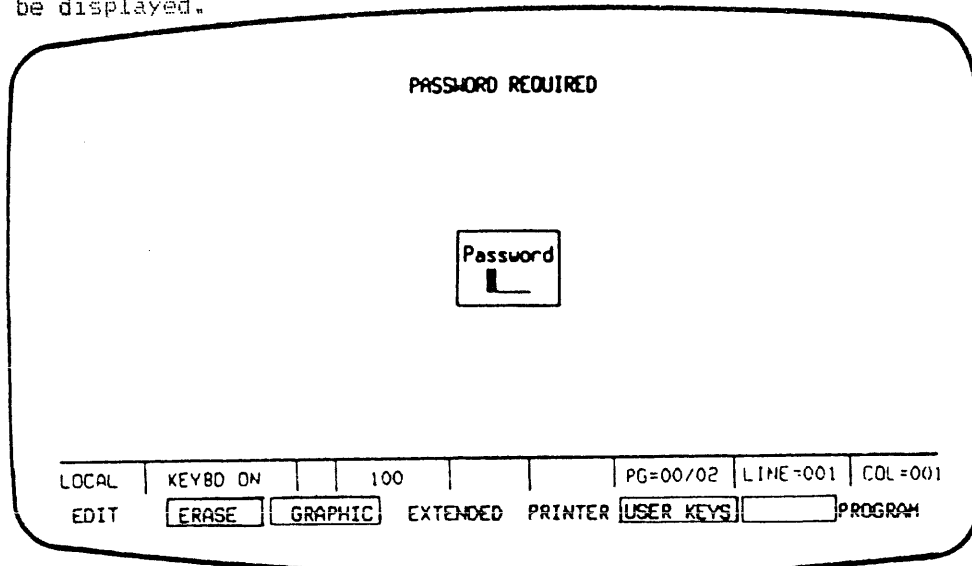 be displayed.
PASSWORD REQUIRED
Password
LOCAL KEYBD ON 100 PG=00/02 LINE=001 COL=001
EDIT ERASE GRAPHIC EXTENDED PRINTER USER KEYS PROGRAM